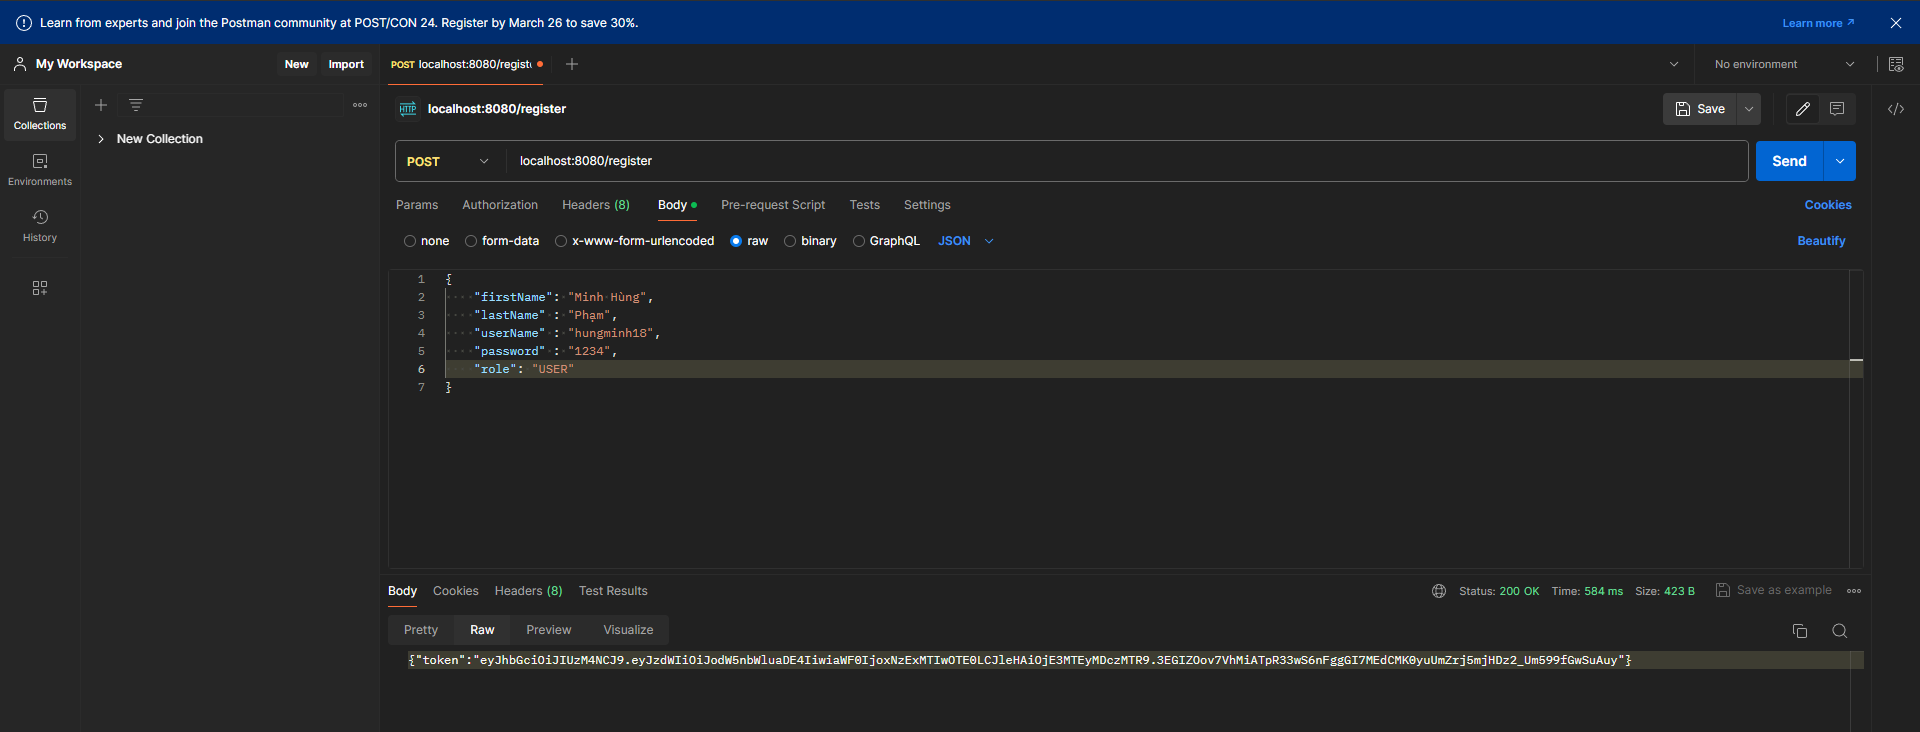 Learn from experts and join the Postman community at POST/CON 24. Register by March 26 to save 30%.
Learn more
My Workspace
New
Import
POST localhost:8080/registe
No environment
Collections
Environments
History
New Collection
HTTP localhost:8080/register
Save
POST
localhost:8080/register
Send
Params Authorization Headers (8) Body Pre-request Script Tests Settings
Cookies
none form-data x-www-form-urlencoded raw binary GraphQL JSON
Beautify
1 {
2 "firstName": "Minh Hùng",
3 "lastName" : "Phạm",
4 "userName" : "hungminh18",
5 "password" : "1234",
6 "role": "USER"
7 }
Body Cookies Headers (8) Test Results
Status: 200 OK Time: 584 ms Size: 423 B Save as example
Pretty Raw Preview Visualize
{"token":"eyJhbGciOiJIUzM4NCJ9.eyJzdWIiOiJodW5nbWluaDE4IiwiaWF0IjoxNzExMTIwOTE0LCJleHAiOjE3MTEyMDczMTR9.3EGIZOov7VhMiATpR33wS6nFggGI7MEdCMK0yuUmZrj5mjHDz2_Um599fGwSuAuy"}